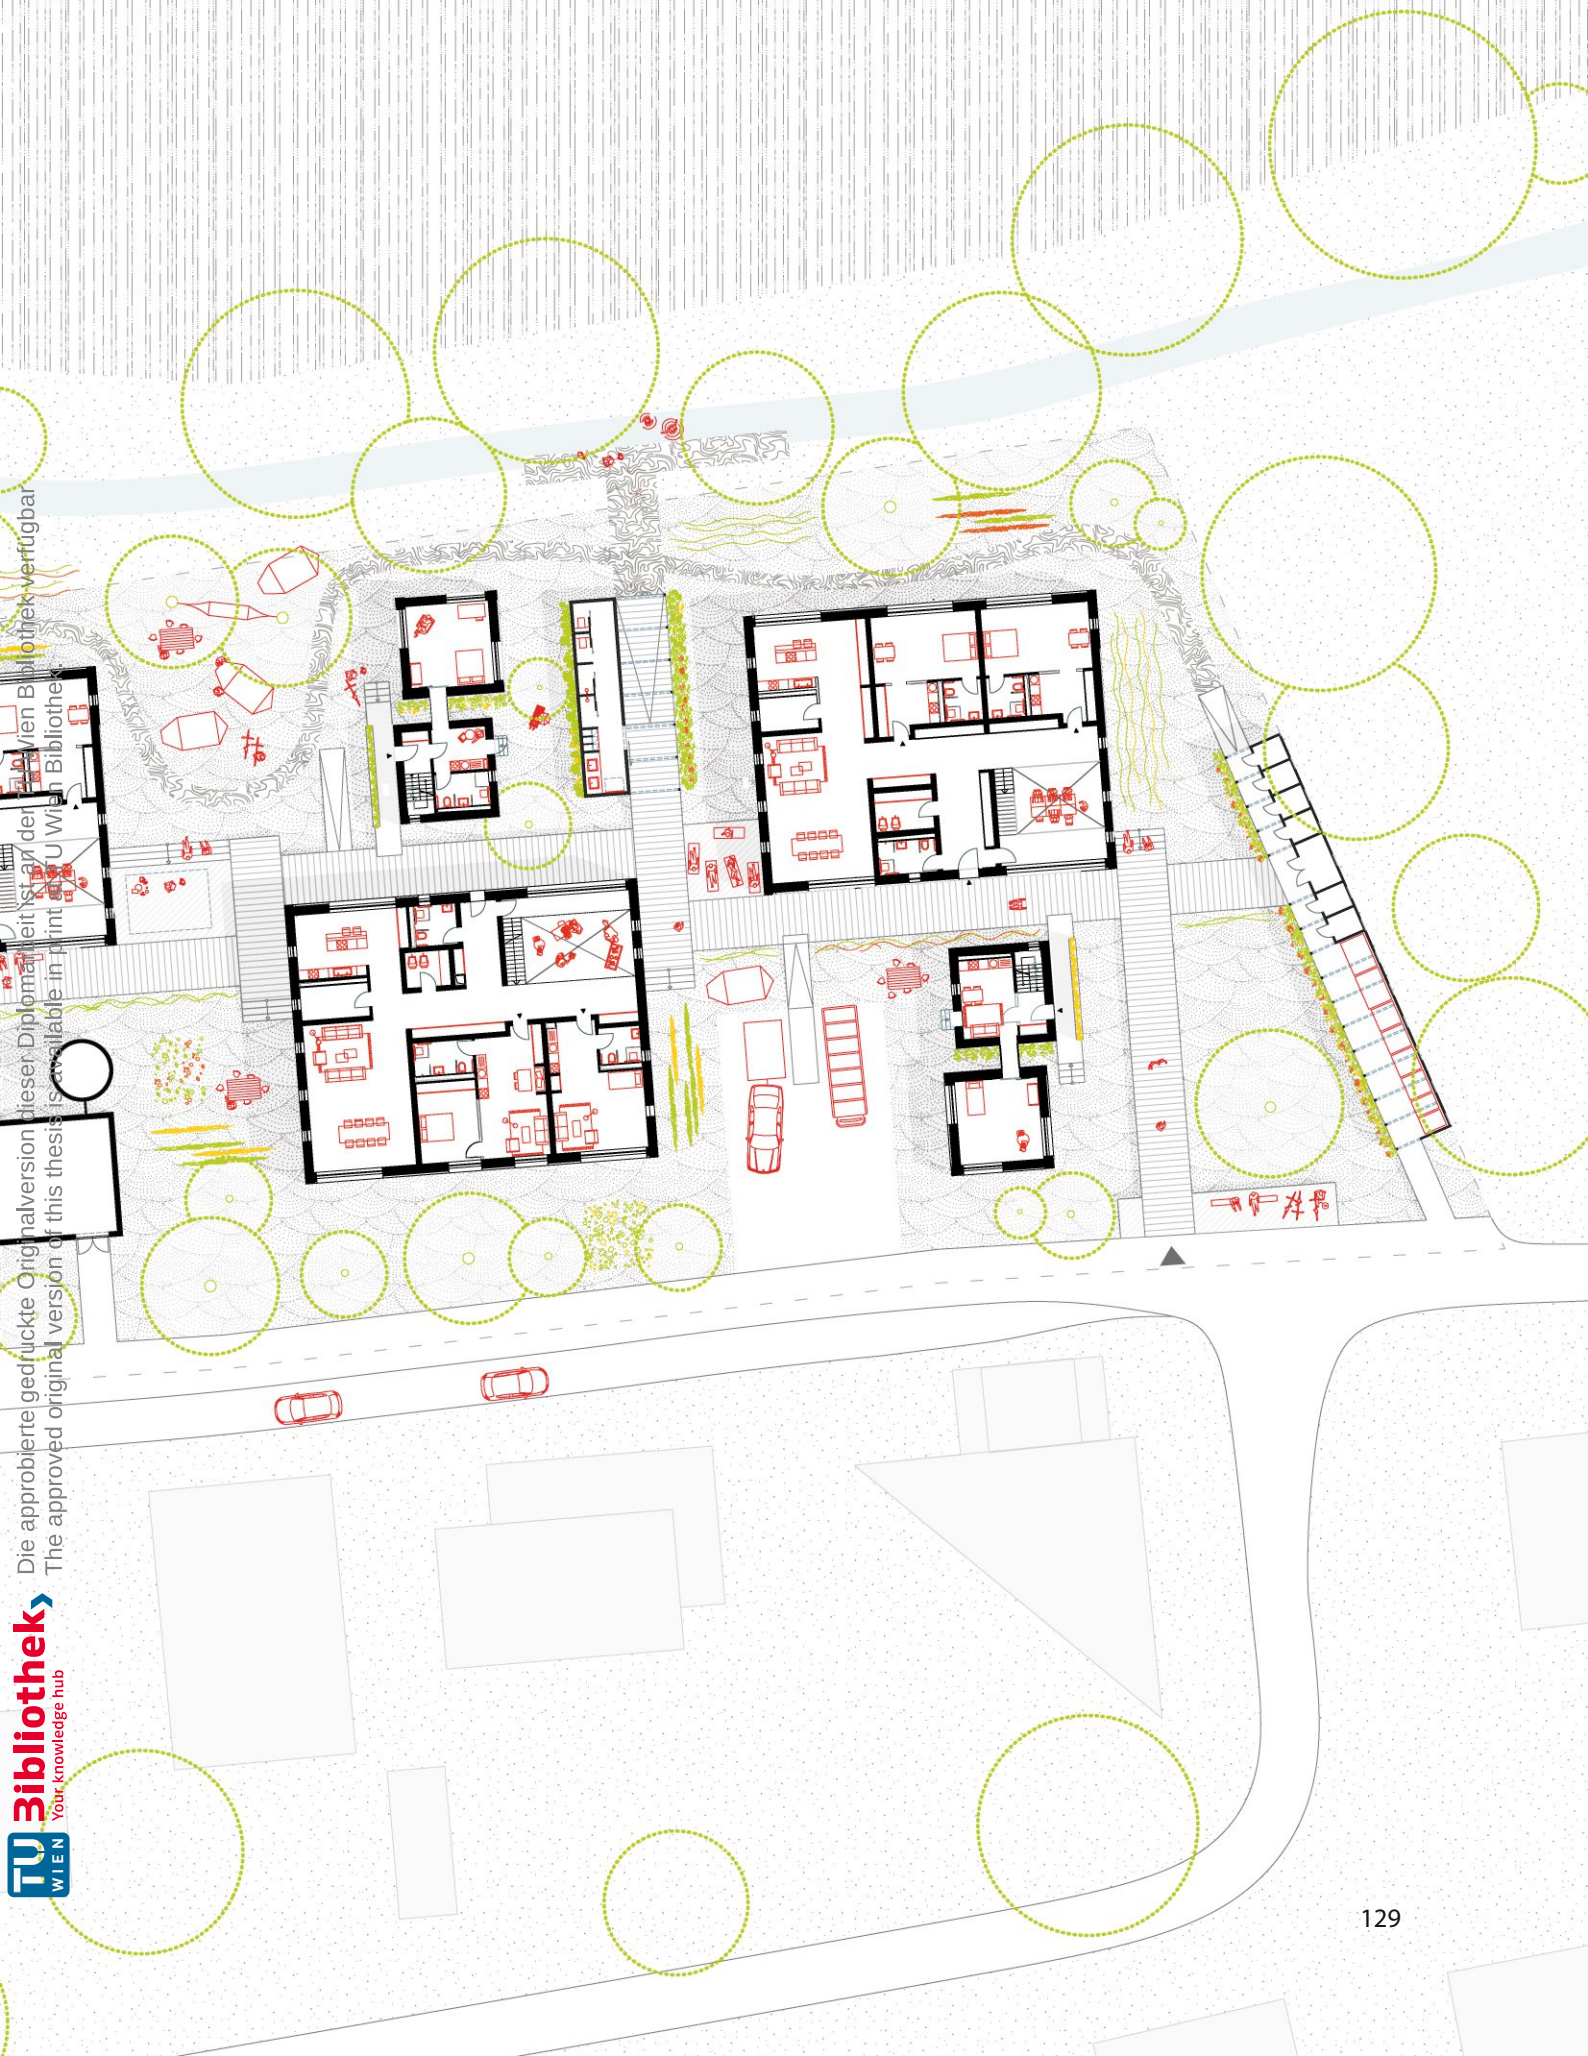 Die approbierte gedruckte Originalversion dieser Diplomarbeit ist an der TU Wien Bibliothek verfügbar
The approved original version of this thesis is available in print at TU Wien Bibliothek.
TU
WIEN
Bibliothek
Your knowledge hub
129